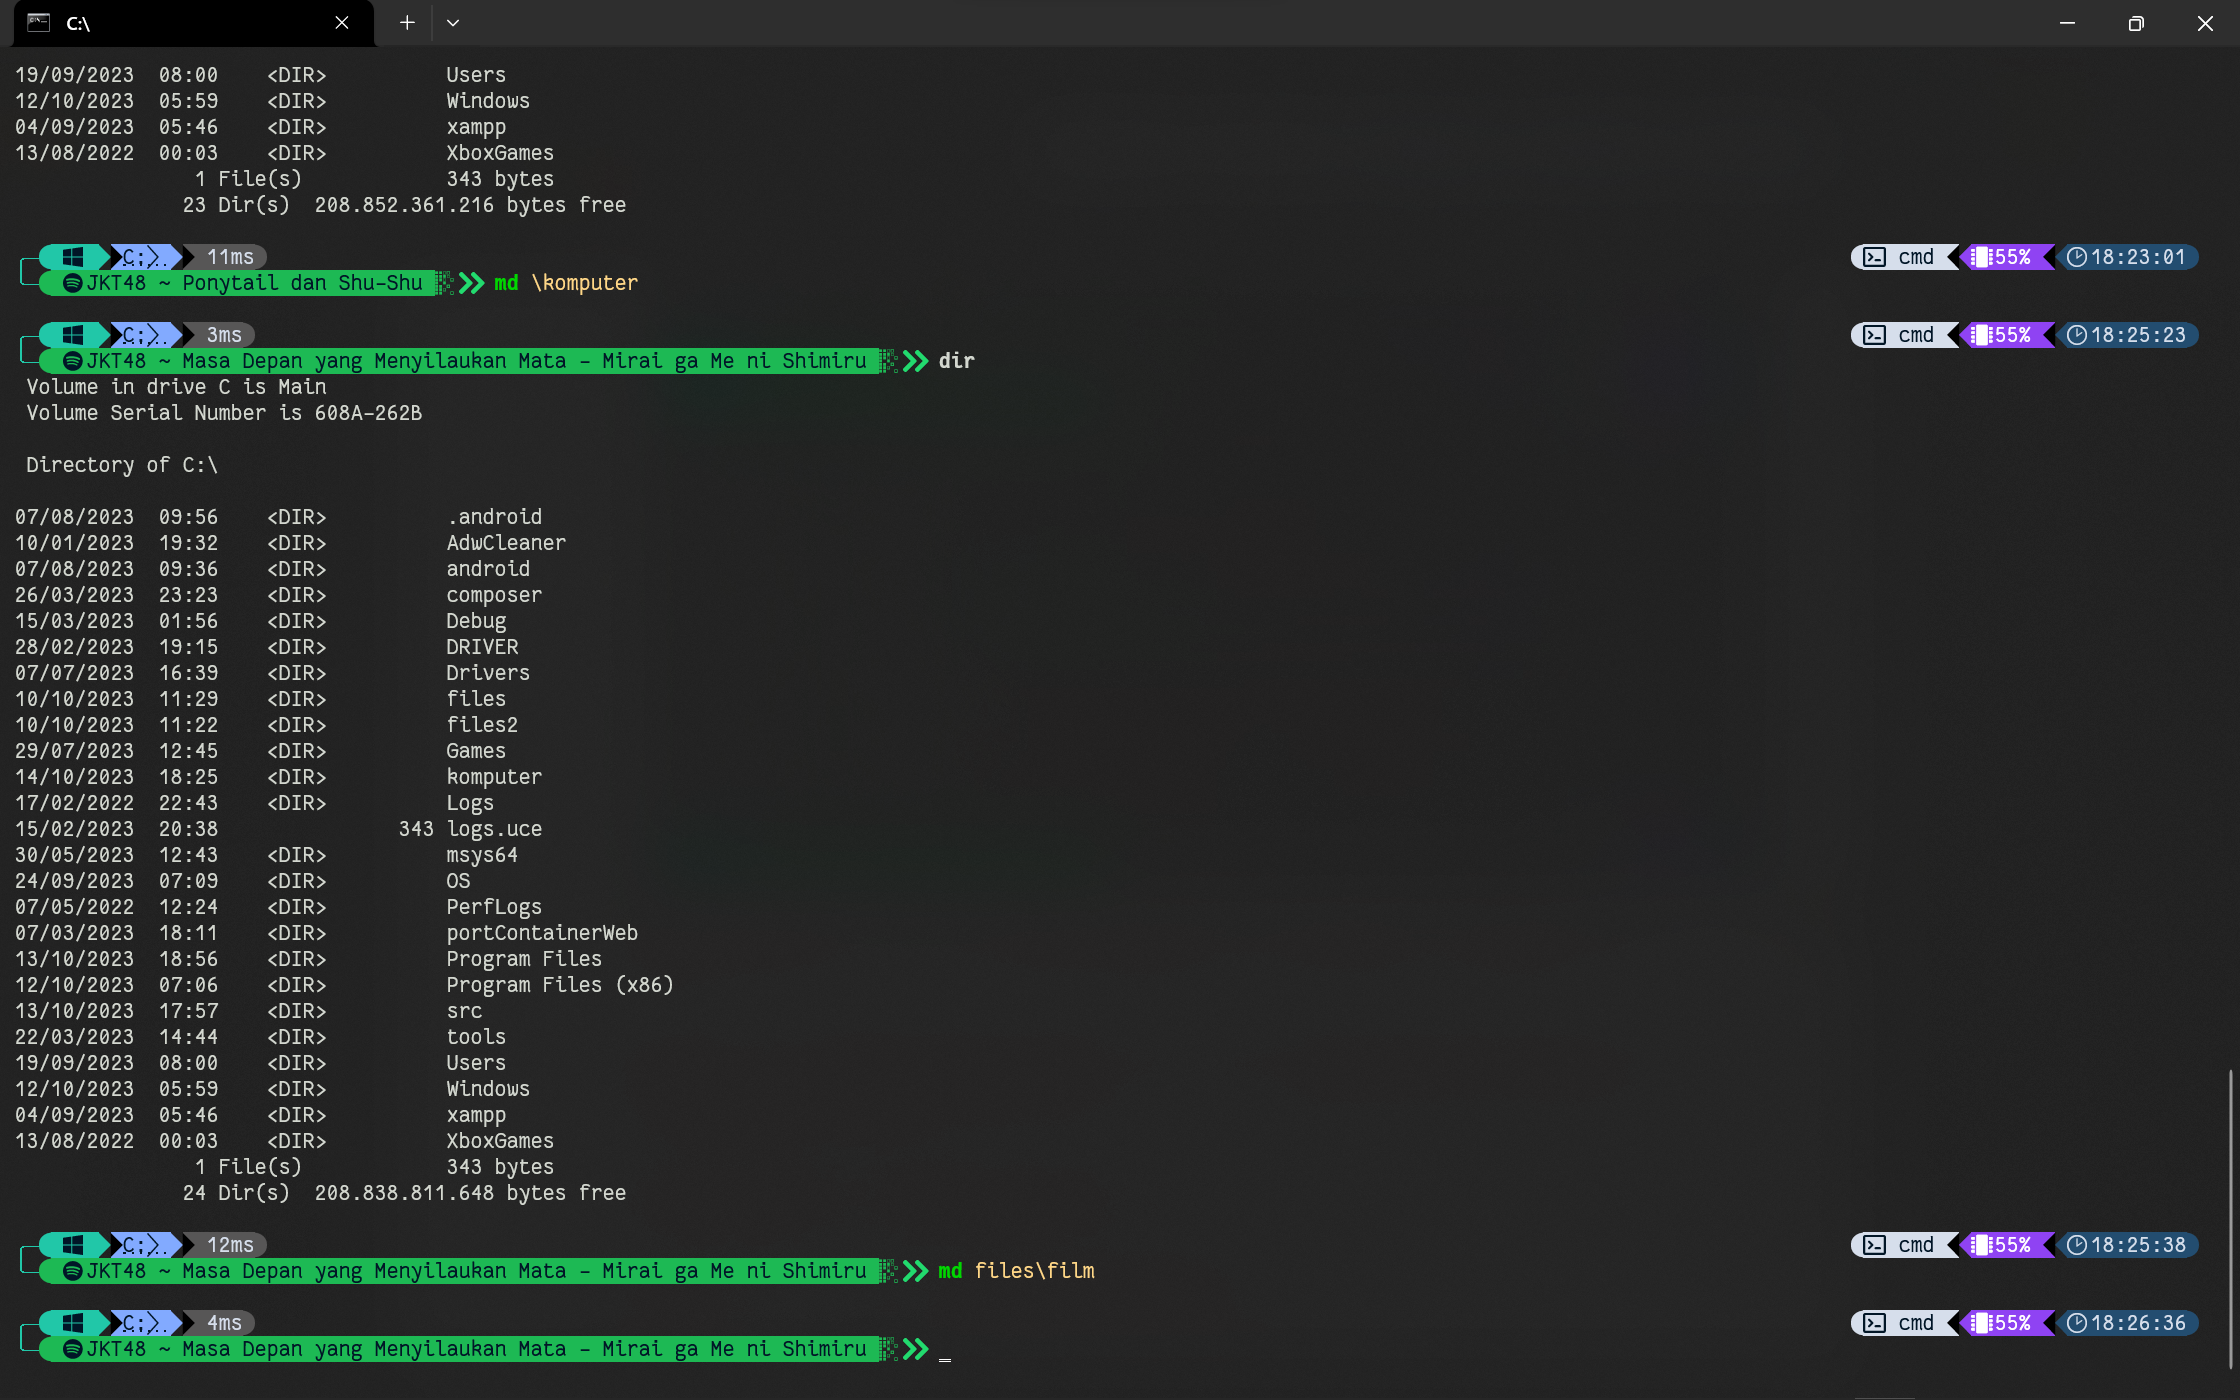 C:\
19/09/2023  08:00    <DIR>          Users
12/10/2023  05:59    <DIR>          Windows
04/09/2023  05:46    <DIR>          xampp
13/08/2022  00:03    <DIR>          XboxGames
               1 File(s)            343 bytes
              23 Dir(s)  208.852.361.216 bytes free
C:\ 11ms cmd 55% 18:23:01
JKT48 ~ Ponytail dan Shu-Shu md \komputer
C:\ 3ms cmd 55% 18:25:23
JKT48 ~ Masa Depan yang Menyilaukan Mata - Mirai ga Me ni Shimiru dir
Volume in drive C is Main
Volume Serial Number is 608A-262B
Directory of C:\
07/08/2023  09:56    <DIR>          .android
10/01/2023  19:32    <DIR>          AdwCleaner
07/08/2023  09:36    <DIR>          android
26/03/2023  23:23    <DIR>          composer
15/03/2023  01:56    <DIR>          Debug
28/02/2023  19:15    <DIR>          DRIVER
07/07/2023  16:39    <DIR>          Drivers
10/10/2023  11:29    <DIR>          files
10/10/2023  11:22    <DIR>          files2
29/07/2023  12:45    <DIR>          Games
14/10/2023  18:25    <DIR>          komputer
17/02/2022  22:43    <DIR>          Logs
15/02/2023  20:38               343 logs.uce
30/05/2023  12:43    <DIR>          msys64
24/09/2023  07:09    <DIR>          OS
07/05/2022  12:24    <DIR>          PerfLogs
07/03/2023  18:11    <DIR>          portContainerWeb
13/10/2023  18:56    <DIR>          Program Files
12/10/2023  07:06    <DIR>          Program Files (x86)
13/10/2023  17:57    <DIR>          src
22/03/2023  14:44    <DIR>          tools
19/09/2023  08:00    <DIR>          Users
12/10/2023  05:59    <DIR>          Windows
04/09/2023  05:46    <DIR>          xampp
13/08/2022  00:03    <DIR>          XboxGames
               1 File(s)            343 bytes
              24 Dir(s)  208.838.811.648 bytes free
C:\ 12ms cmd 55% 18:25:38
JKT48 ~ Masa Depan yang Menyilaukan Mata - Mirai ga Me ni Shimiru md files\film
C:\ 4ms cmd 55% 18:26:36
JKT48 ~ Masa Depan yang Menyilaukan Mata - Mirai ga Me ni Shimiru _